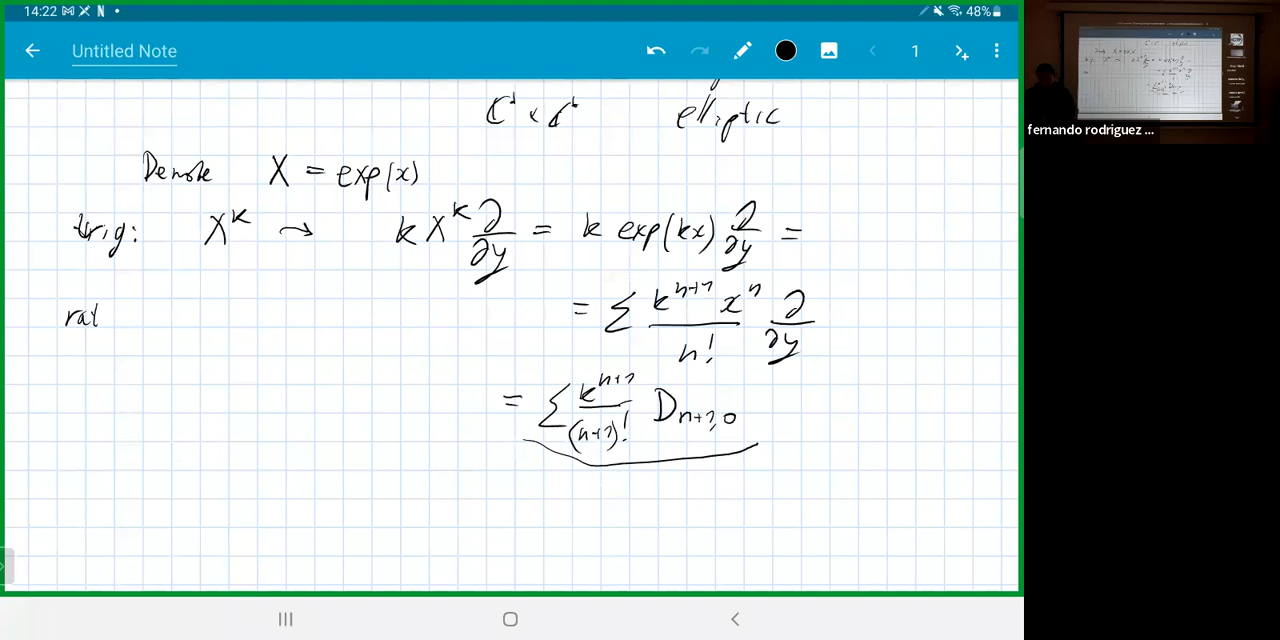 14:22 48%
Untitled Note
1
ℂ* × ℂ* elliptic
Denote X = exp(x)
trig: X^k → k X^k ∂/∂y = k exp(kx) ∂/∂y =
rat = Σ k^{n+1} x^n / n! ∂/∂y
= Σ k^{n+1} / (n+1)! D_{n+1,0}
fernando rodriguez ...